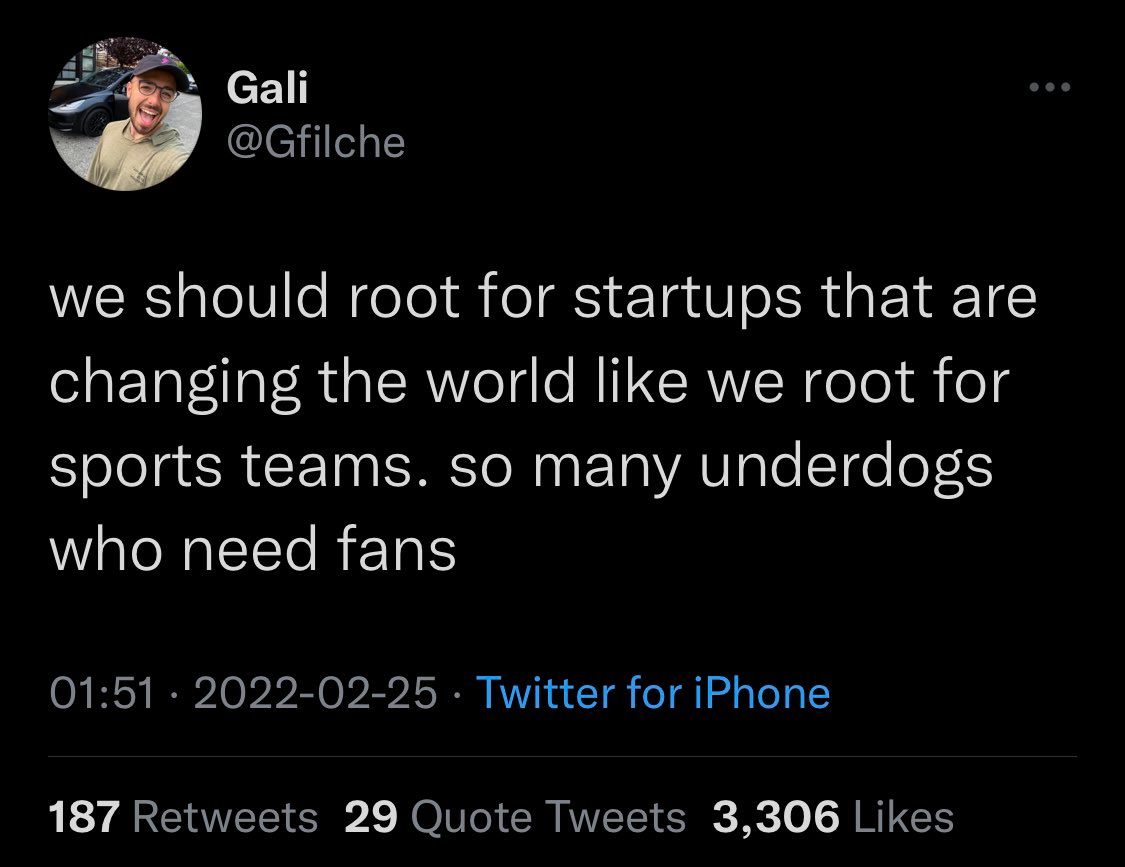 Gali
@Gfilche
we should root for startups that are
changing the world like we root for
sports teams. so many underdogs
who need fans
01:51 · 2022-02-25 · Twitter for iPhone
187 Retweets 29 Quote Tweets 3,306 Likes